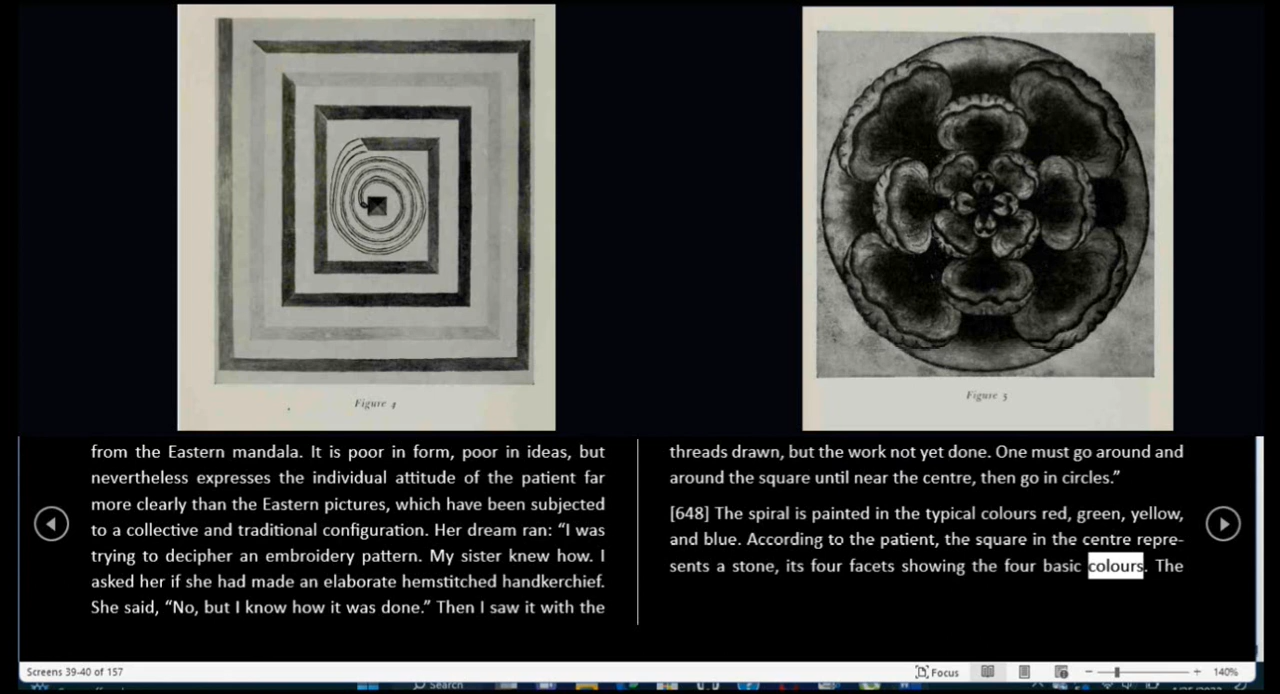 Figure 4
Figure 3
from the Eastern mandala. It is poor in form, poor in ideas, but
nevertheless expresses the individual attitude of the patient far
more clearly than the Eastern pictures, which have been subjected
to a collective and traditional configuration. Her dream ran: “I was
trying to decipher an embroidery pattern. My sister knew how. I
asked her if she had made an elaborate hemstitched handkerchief.
She said, “No, but I know how it was done.” Then I saw it with the
threads drawn, but the work not yet done. One must go around and
around the square until near the centre, then go in circles.”
[648] The spiral is painted in the typical colours red, green, yellow,
and blue. According to the patient, the square in the centre repre-
sents a stone, its four facets showing the four basic colours. The
Screens 39-40 of 157
Focus
140%
Search